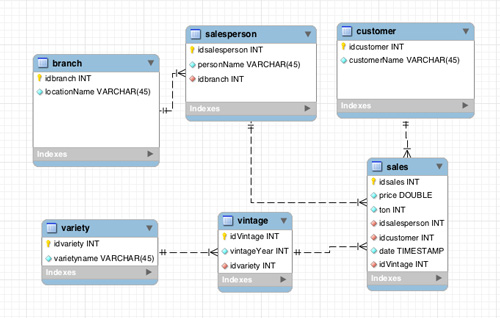 branch
idbranch INT
locationName VARCHAR(45)
Indexes
salesperson
idsalesperson INT
personName VARCHAR(45)
idbranch INT
Indexes
customer
idcustomer INT
customerName VARCHAR(45)
Indexes
variety
idvariety INT
varietyname VARCHAR(45)
Indexes
vintage
idVintage INT
vintageYear INT
idvariety INT
Indexes
sales
idsales INT
price DOUBLE
ton INT
idsalesperson INT
idcustomer INT
date TIMESTAMP
idVintage INT
Indexes